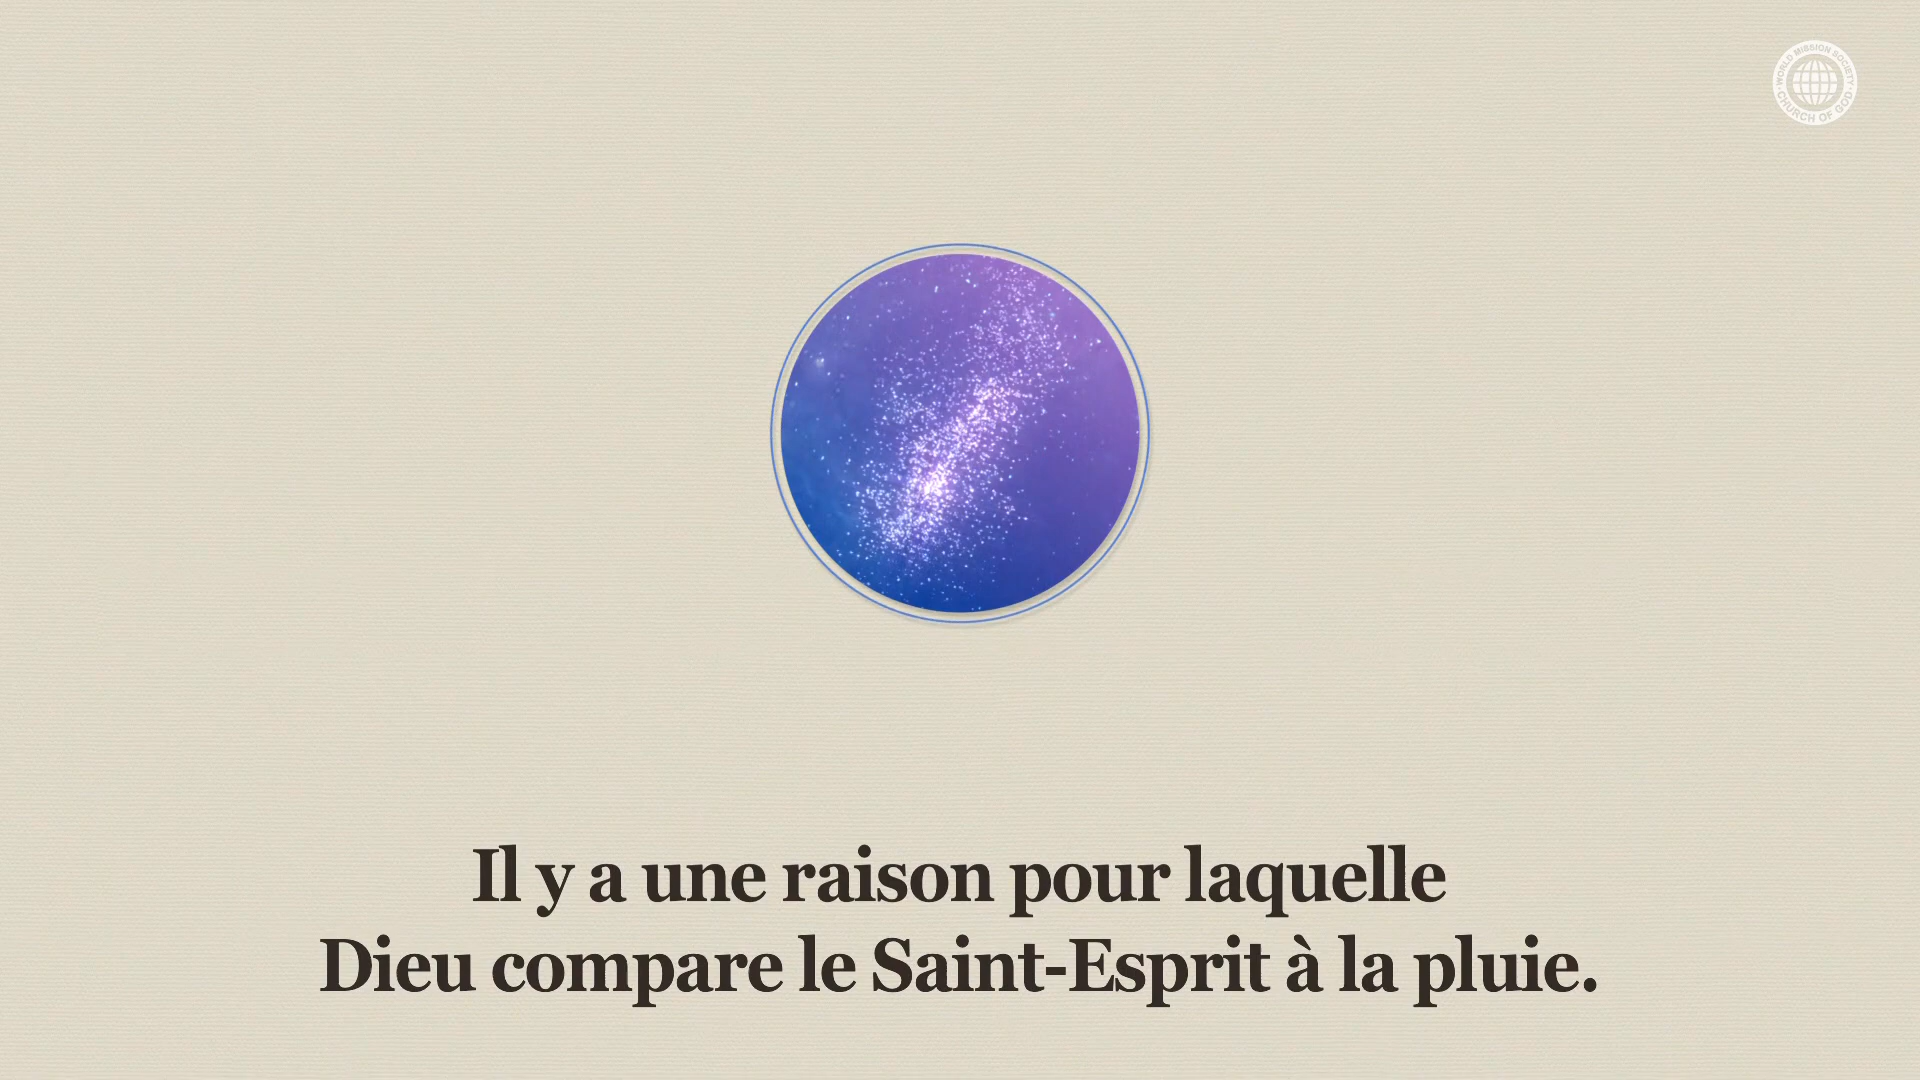 WORLD MISSION SOCIETY
CHURCH OF GOD
Il y a une raison pour laquelle
Dieu compare le Saint-Esprit à la pluie.